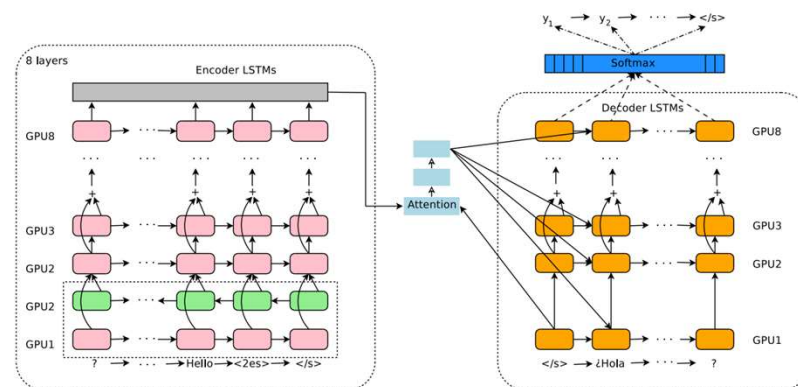 y1 y2 ··· </s>
8 layers
Encoder LSTMs
Softmax
Decoder LSTMs
GPU8
GPU8
··· ··· ··· ···
··· ··· ···
+ + + +
+ + +
Attention
GPU3 ···
··· GPU3
GPU2 ···
··· GPU2
GPU2 ···
GPU1 ···
··· GPU1
? ··· Hello <2es> </s>
</s> ¿Hola ··· ?